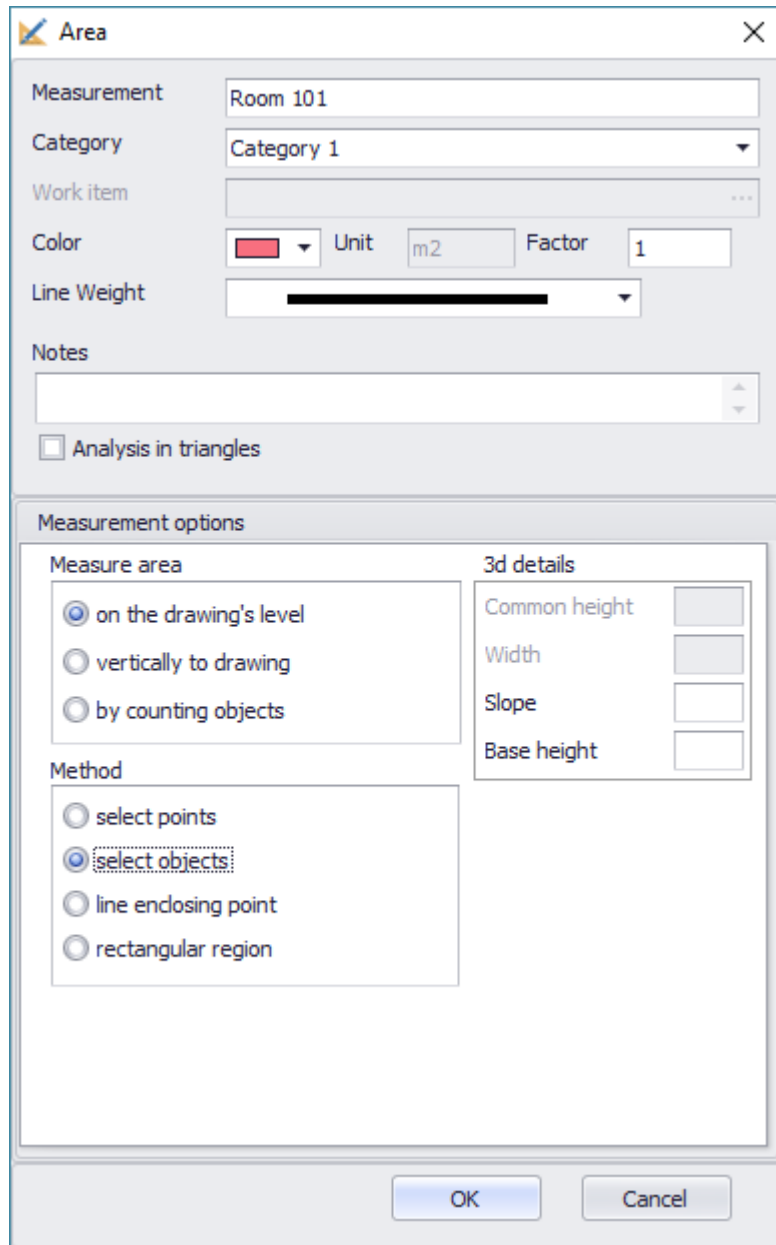 Area
Measurement Room 101
Category Category 1
Work item ...
Color Unit m2 Factor 1
Line Weight
Notes
Analysis in triangles
Measurement options
Measure area
on the drawing's level
vertically to drawing
by counting objects
3d details
Common height
Width
Slope
Base height
Method
select points
select objects
line enclosing point
rectangular region
OK Cancel